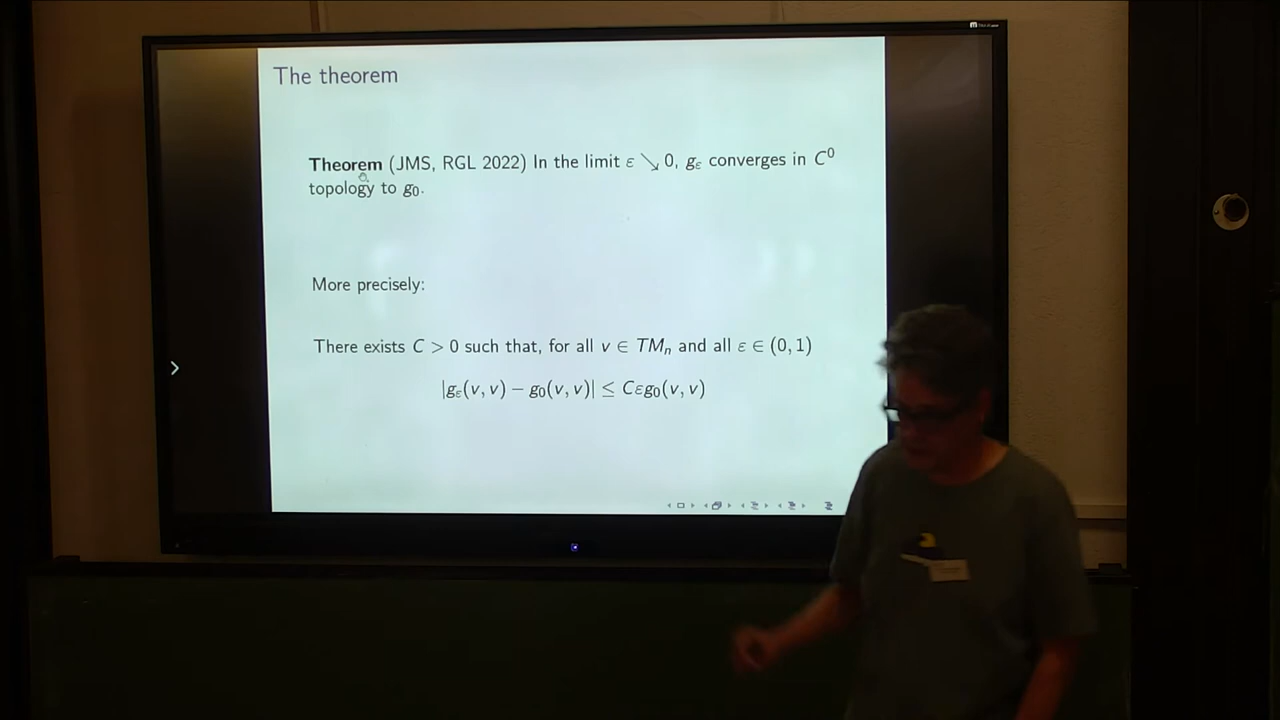 The theorem
Theorem (JMS, RGL 2022) In the limit ε ↘ 0, g_ε converges in C^0
topology to g_0.
More precisely:
There exists C > 0 such that, for all v ∈ TM_n and all ε ∈ (0, 1)
|g_ε(v, v) − g_0(v, v)| ≤ Cεg_0(v, v)